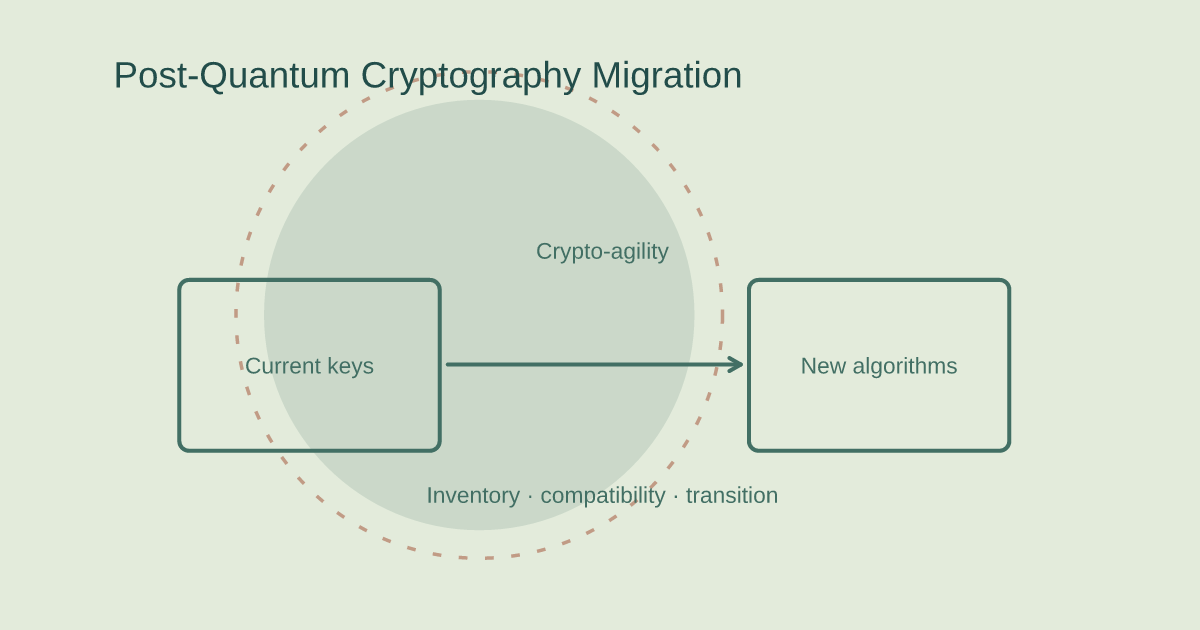 Post-Quantum Cryptography Migration
Crypto-agility
Current keys
New algorithms
Inventory · compatibility · transition